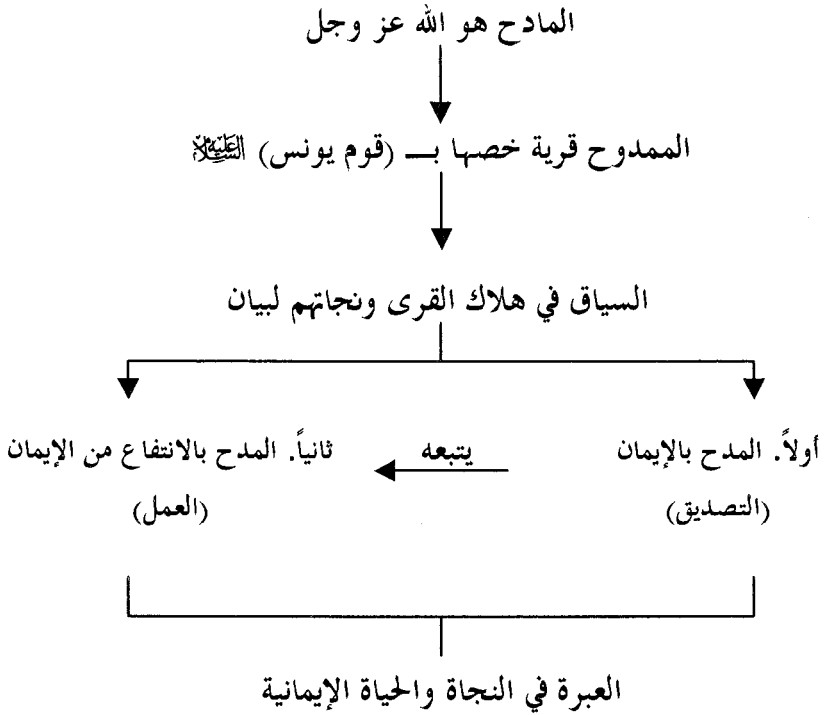 المادح هو الله عز وجل
الممدوح قرية خصها بــ (قوم يونس) عليه السلام
السياق في هلاك القرى ونجاتهم لبيان
أولاً. المدح بالإيمان
(التصديق)
يتبعه
ثانياً. المدح بالانتفاع من الإيمان
(العمل)
العبرة في النجاة والحياة الإيمانية